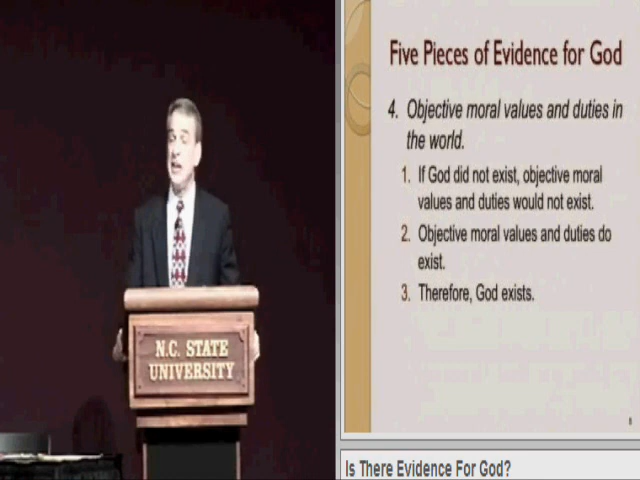 Five Pieces of Evidence for God
4. Objective moral values and duties in
the world.
1. If God did not exist, objective moral
values and duties would not exist.
2. Objective moral values and duties do
exist.
3. Therefore, God exists.
N.C. STATE
UNIVERSITY
Is There Evidence For God?